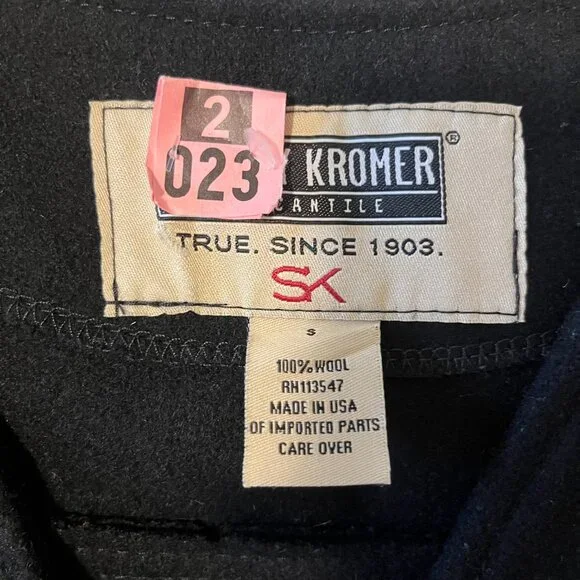 2
023
KROMER
®
CANTILE
TRUE. SINCE 1903.
SK
S
100% WOOL
RN113547
MADE IN USA
OF IMPORTED PARTS
CARE OVER